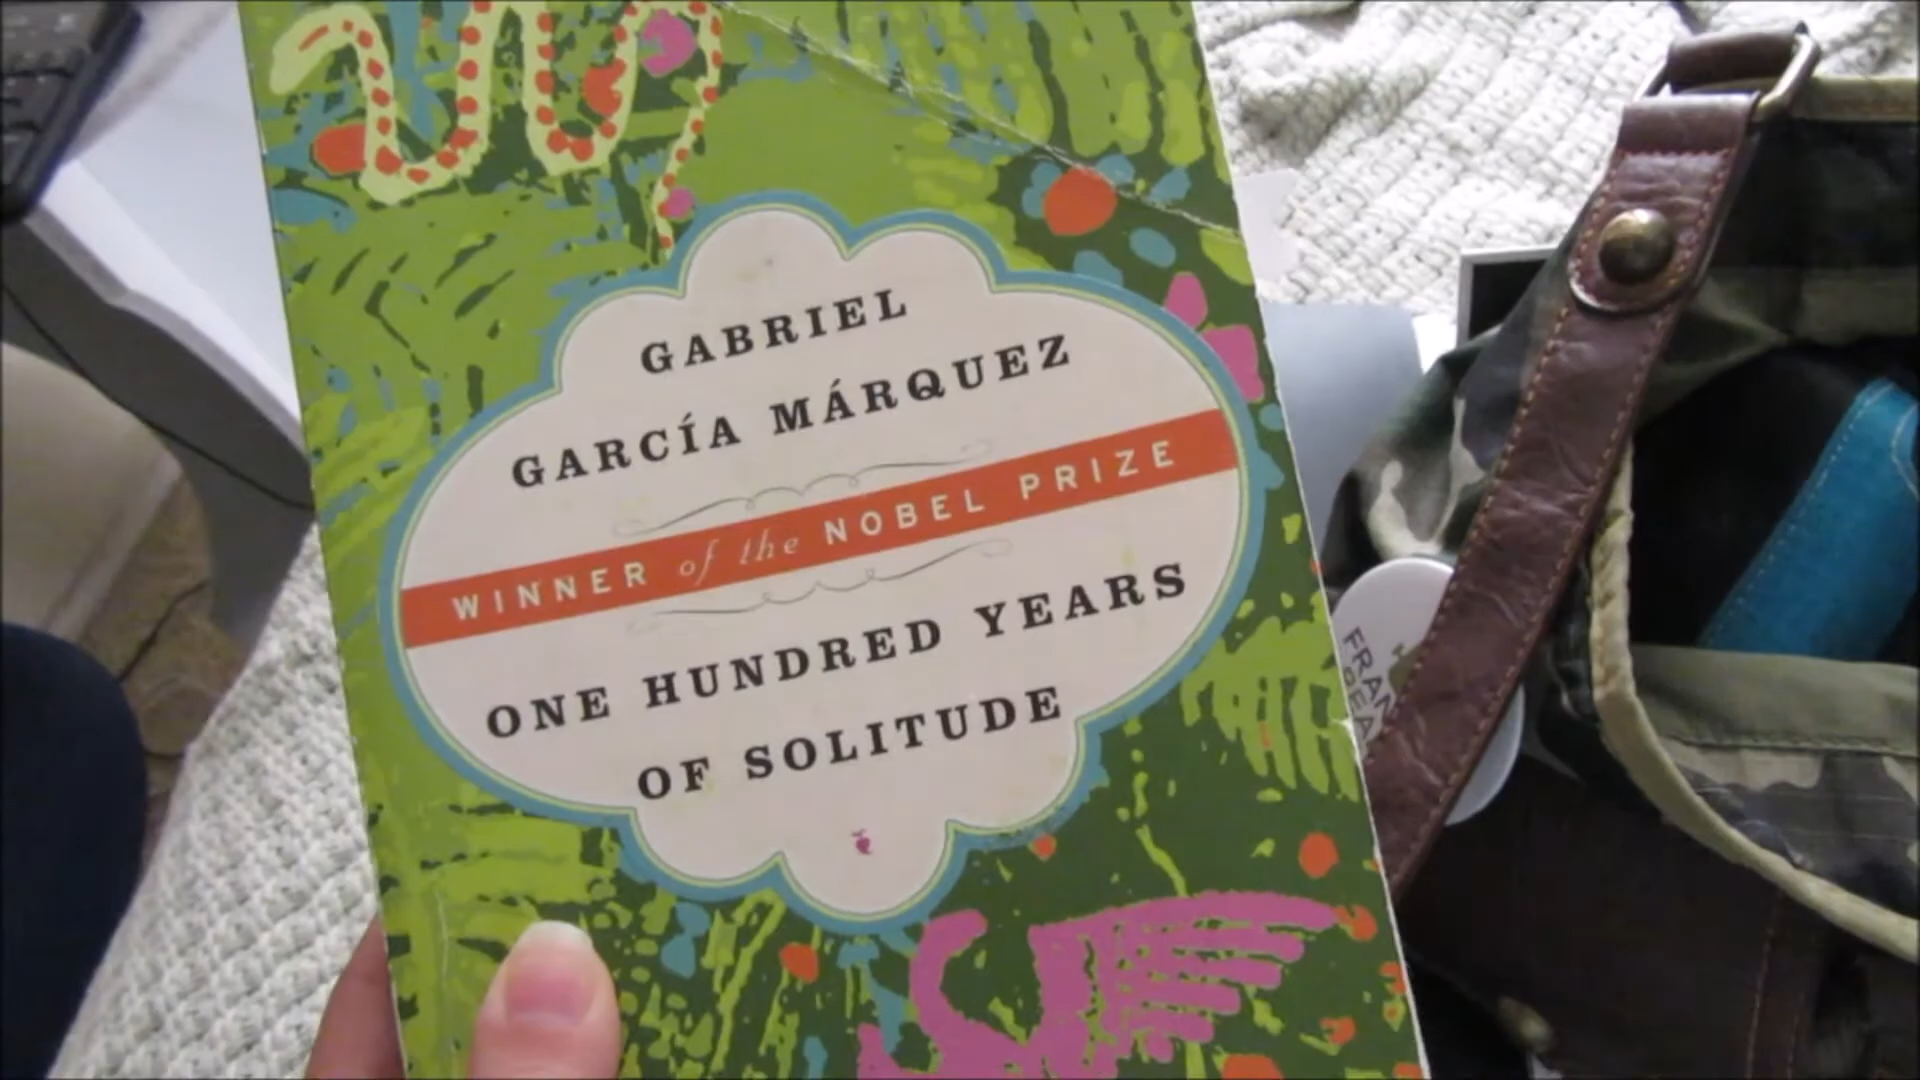 GABRIEL
GARCÍA MÁRQUEZ
WINNER of the NOBEL PRIZE
ONE HUNDRED YEARS
OF SOLITUDE